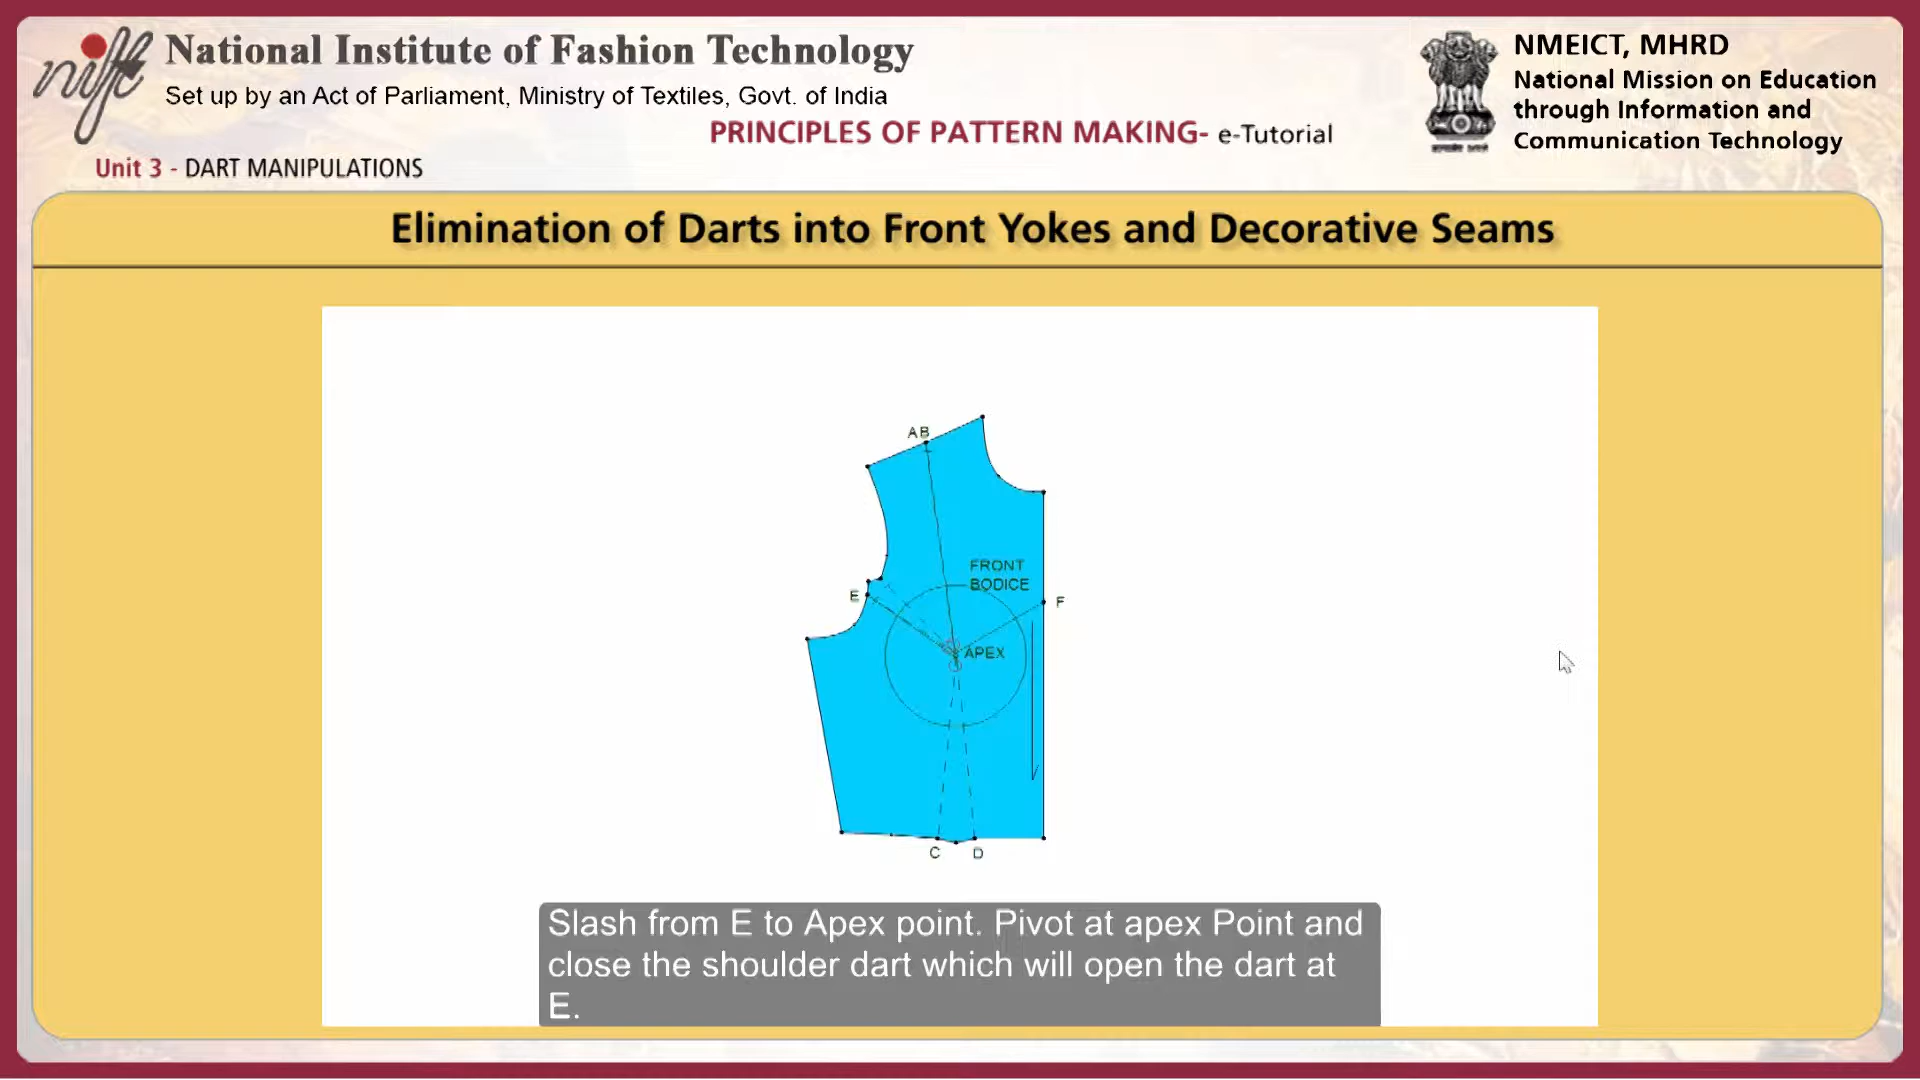 nift
National Institute of Fashion Technology
Set up by an Act of Parliament, Ministry of Textiles, Govt. of India
NMEICT, MHRD
National Mission on Education
through Information and
Communication Technology
PRINCIPLES OF PATTERN MAKING- e-Tutorial
Unit 3 - DART MANIPULATIONS
Elimination of Darts into Front Yokes and Decorative Seams
A B
FRONT
BODICE
E
F
APEX
C D
Slash from E to Apex point. Pivot at apex Point and
close the shoulder dart which will open the dart at
E.